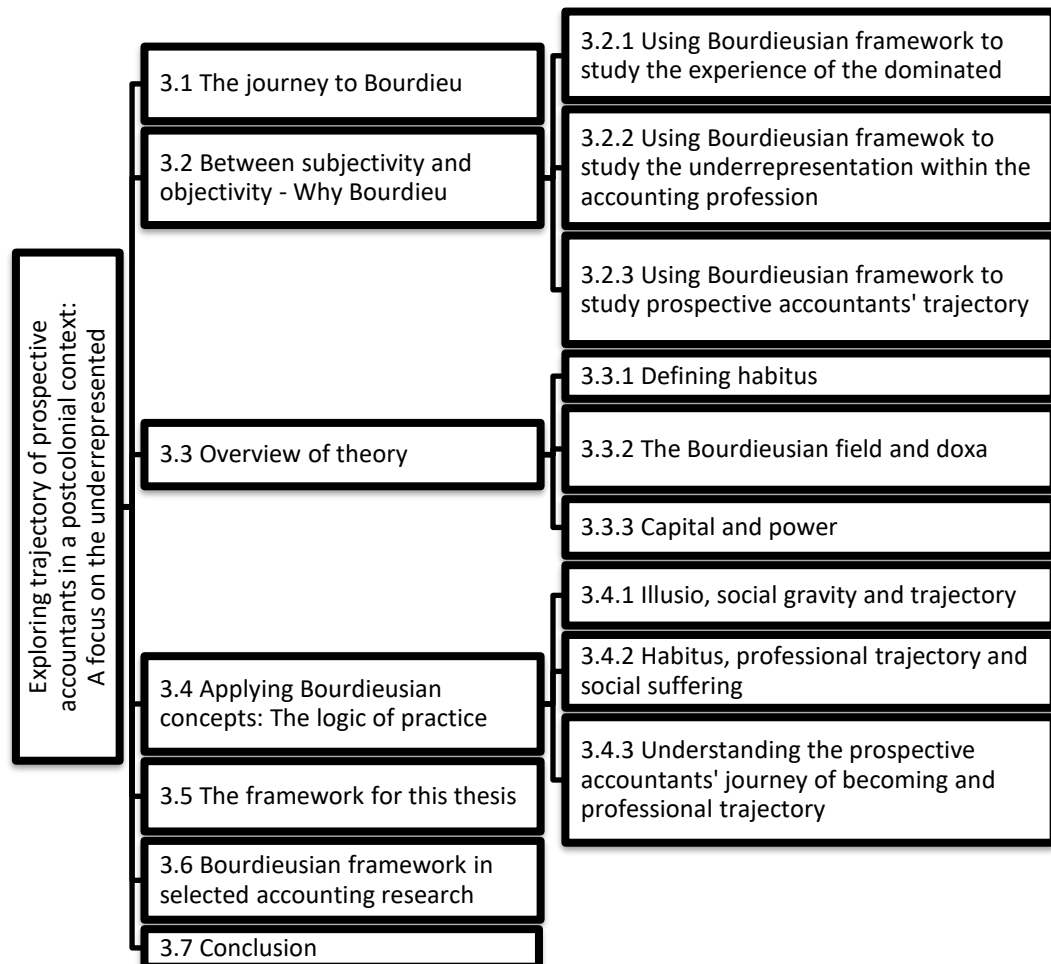 Exploring trajectory of prospective
accountants in a postcolonial context:
A focus on the underrepresented
3.1 The journey to Bourdieu
3.2 Between subjectivity and
objectivity - Why Bourdieu
3.2.1 Using Bourdieusian framework to
study the experience of the dominated
3.2.2 Using Bourdieusian framewok to
study the underrepresentation within the
accounting profession
3.2.3 Using Bourdieusian framework to
study prospective accountants' trajectory
3.3 Overview of theory
3.3.1 Defining habitus
3.3.2 The Bourdieusian field and doxa
3.3.3 Capital and power
3.4 Applying Bourdieusian
concepts: The logic of practice
3.4.1 Illusio, social gravity and trajectory
3.4.2 Habitus, professional trajectory and
social suffering
3.4.3 Understanding the prospective
accountants' journey of becoming and
professional trajectory
3.5 The framework for this thesis
3.6 Bourdieusian framework in
selected accounting research
3.7 Conclusion